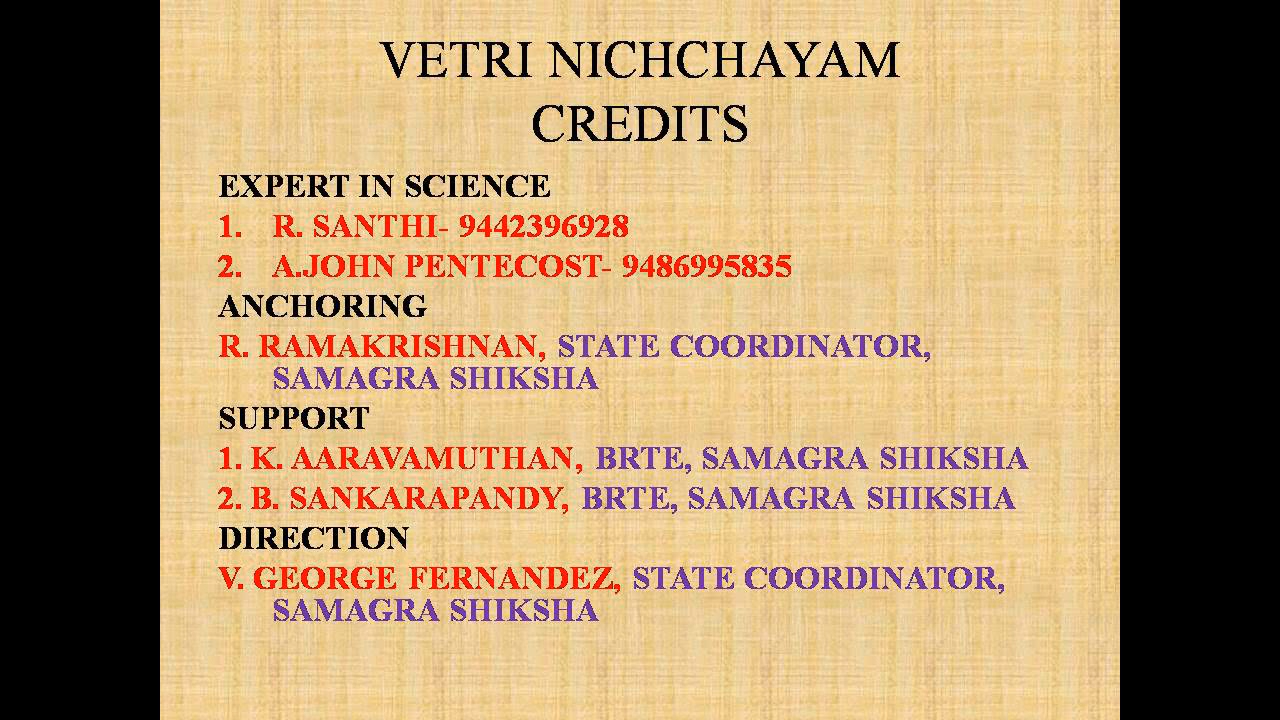 VETRI NICHCHAYAM
CREDITS
EXPERT IN SCIENCE
1. R. SANTHI- 9442396928
2. A.JOHN PENTECOST- 9486995835
ANCHORING
R. RAMAKRISHNAN, STATE COORDINATOR,
SAMAGRA SHIKSHA
SUPPORT
1. K. AARAVAMUTHAN, BRTE, SAMAGRA SHIKSHA
2. B. SANKARAPANDY, BRTE, SAMAGRA SHIKSHA
DIRECTION
V. GEORGE FERNANDEZ, STATE COORDINATOR,
SAMAGRA SHIKSHA